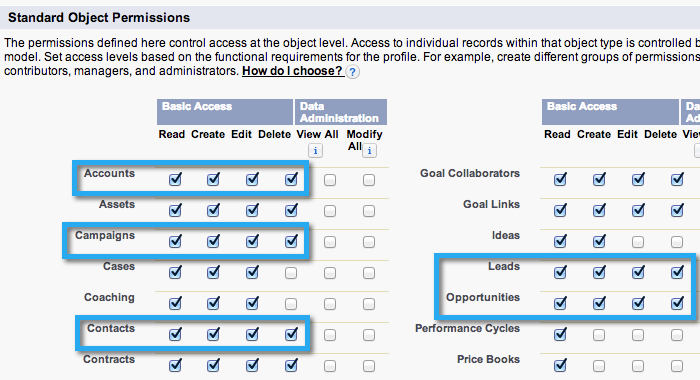 Standard Object Permissions
The permissions defined here control access at the object level. Access to individual records within that object type is controlled b
model. Set access levels based on the functional requirements for the profile. For example, create different groups of permissions
contributors, managers, and administrators. How do I choose? ?
Basic Access Data Administration
Read Create Edit Delete View All Modify All
i i
Accounts
Assets
Campaigns
Cases
Coaching
Contacts
Contracts
Basic Access Da Ad
Read Create Edit Delete Vie
Goal Collaborators
Goal Links
Ideas
Leads
Opportunities
Performance Cycles
Price Books